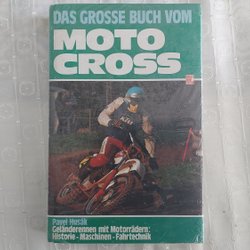 DAS GROSSE BUCH VOM
MOTO
CROSS
Pavel Husák
Geländerennen mit Motorrädern:
Historie · Maschinen · Fahrtechnik